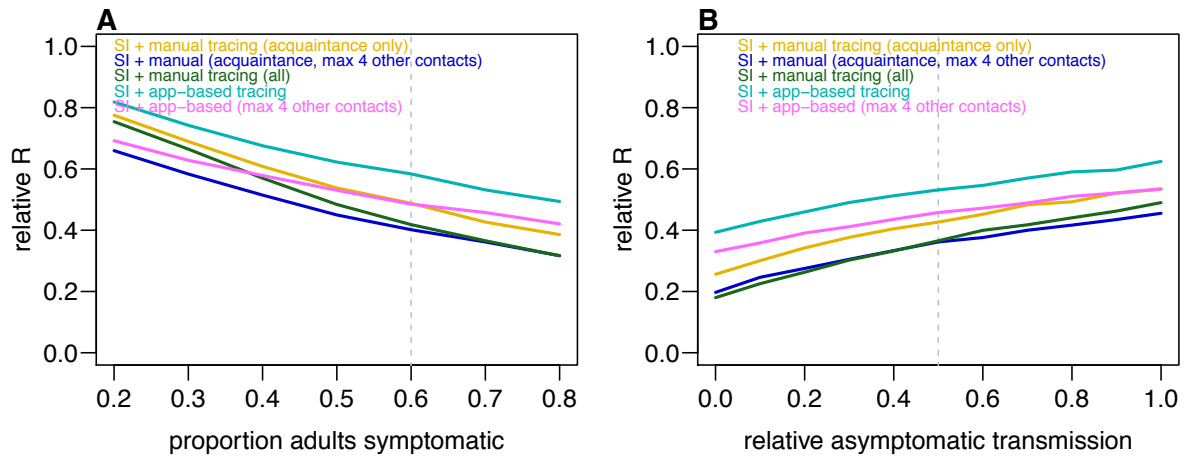 A
SI + manual tracing (acquaintance only)
SI + manual (acquaintance, max 4 other contacts)
SI + manual tracing (all)
SI + app−based tracing
SI + app−based (max 4 other contacts)
relative R
1.0
0.8
0.6
0.4
0.2
0.0
0.2 0.3 0.4 0.5 0.6 0.7 0.8
proportion adults symptomatic
B
SI + manual tracing (acquaintance only)
SI + manual (acquaintance, max 4 other contacts)
SI + manual tracing (all)
SI + app−based tracing
SI + app−based (max 4 other contacts)
relative R
1.0
0.8
0.6
0.4
0.2
0.0
0.0 0.2 0.4 0.6 0.8 1.0
relative asymptomatic transmission